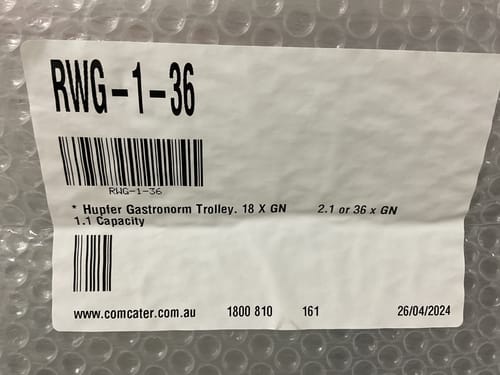 RWG-1-36
RWG-1-36
* Hupfer Gastronorm Trolley. 18 X GN 2.1 or 36 x GN
1.1 Capacity
www.comcater.com.au 1800 810 161 26/04/2024